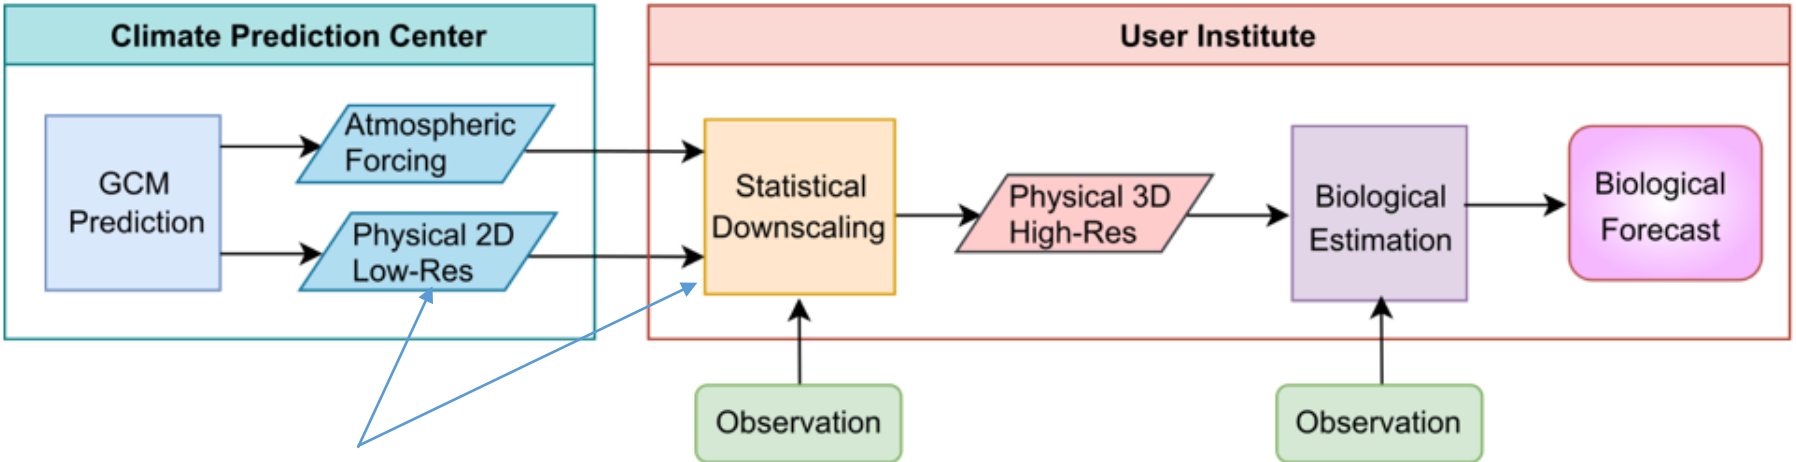 Climate Prediction Center
User Institute
GCM
Prediction
Atmospheric
Forcing
Physical 2D
Low-Res
Statistical
Downscaling
Physical 3D
High-Res
Biological
Estimation
Biological
Forecast
Observation
Observation